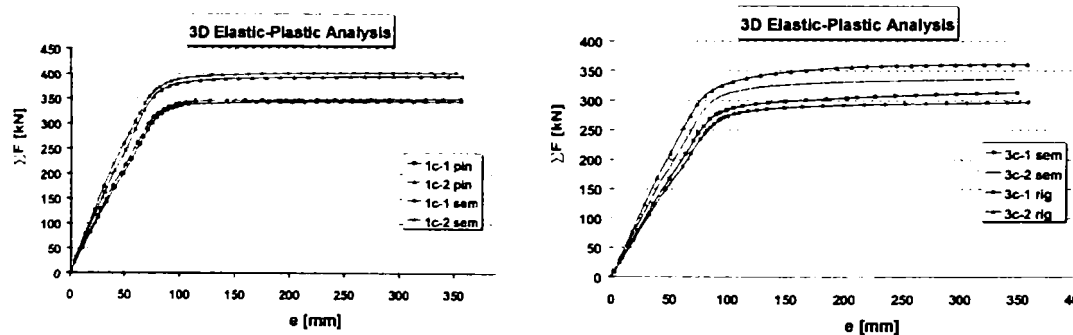 3D Elastic-Plastic Analysis
450
400
350
300
250
200
150
100
50
0
ΣF [kN]
0 50 100 150 200 250 300 350
e [mm]
1c-1 pin
1c-2 pin
1c-1 sem
1c-2 sem
3D Elastic-Plastic Analysis
400
350
300
250
200
150
100
50
0
ΣF [kN]
0 50 100 150 200 250 300 350 40
e [mm]
3c-1 sem
3c-2 sem
3c-1 rig
3c-2 rig